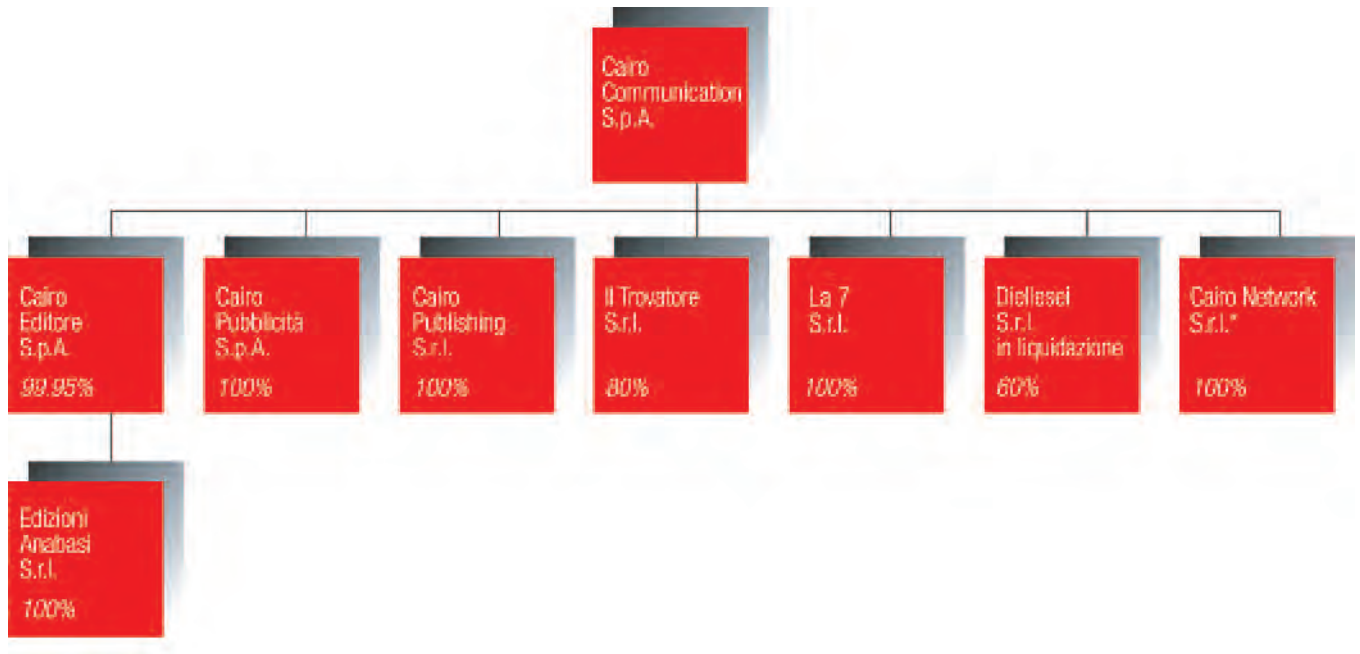 Cairo
Communication
S.p.A.
Cairo
Editore
S.p.A.
99.95%
Cairo
Pubblicità
S.p.A.
100%
Cairo
Publishing
S.r.l.
100%
Il Trovatore
S.r.l.
80%
La 7
S.r.l.
100%
Diellesei
S.r.l.
in liquidazione
60%
Cairo Network
S.r.l.*
100%
Edizioni
Anabasi
S.r.l.
100%